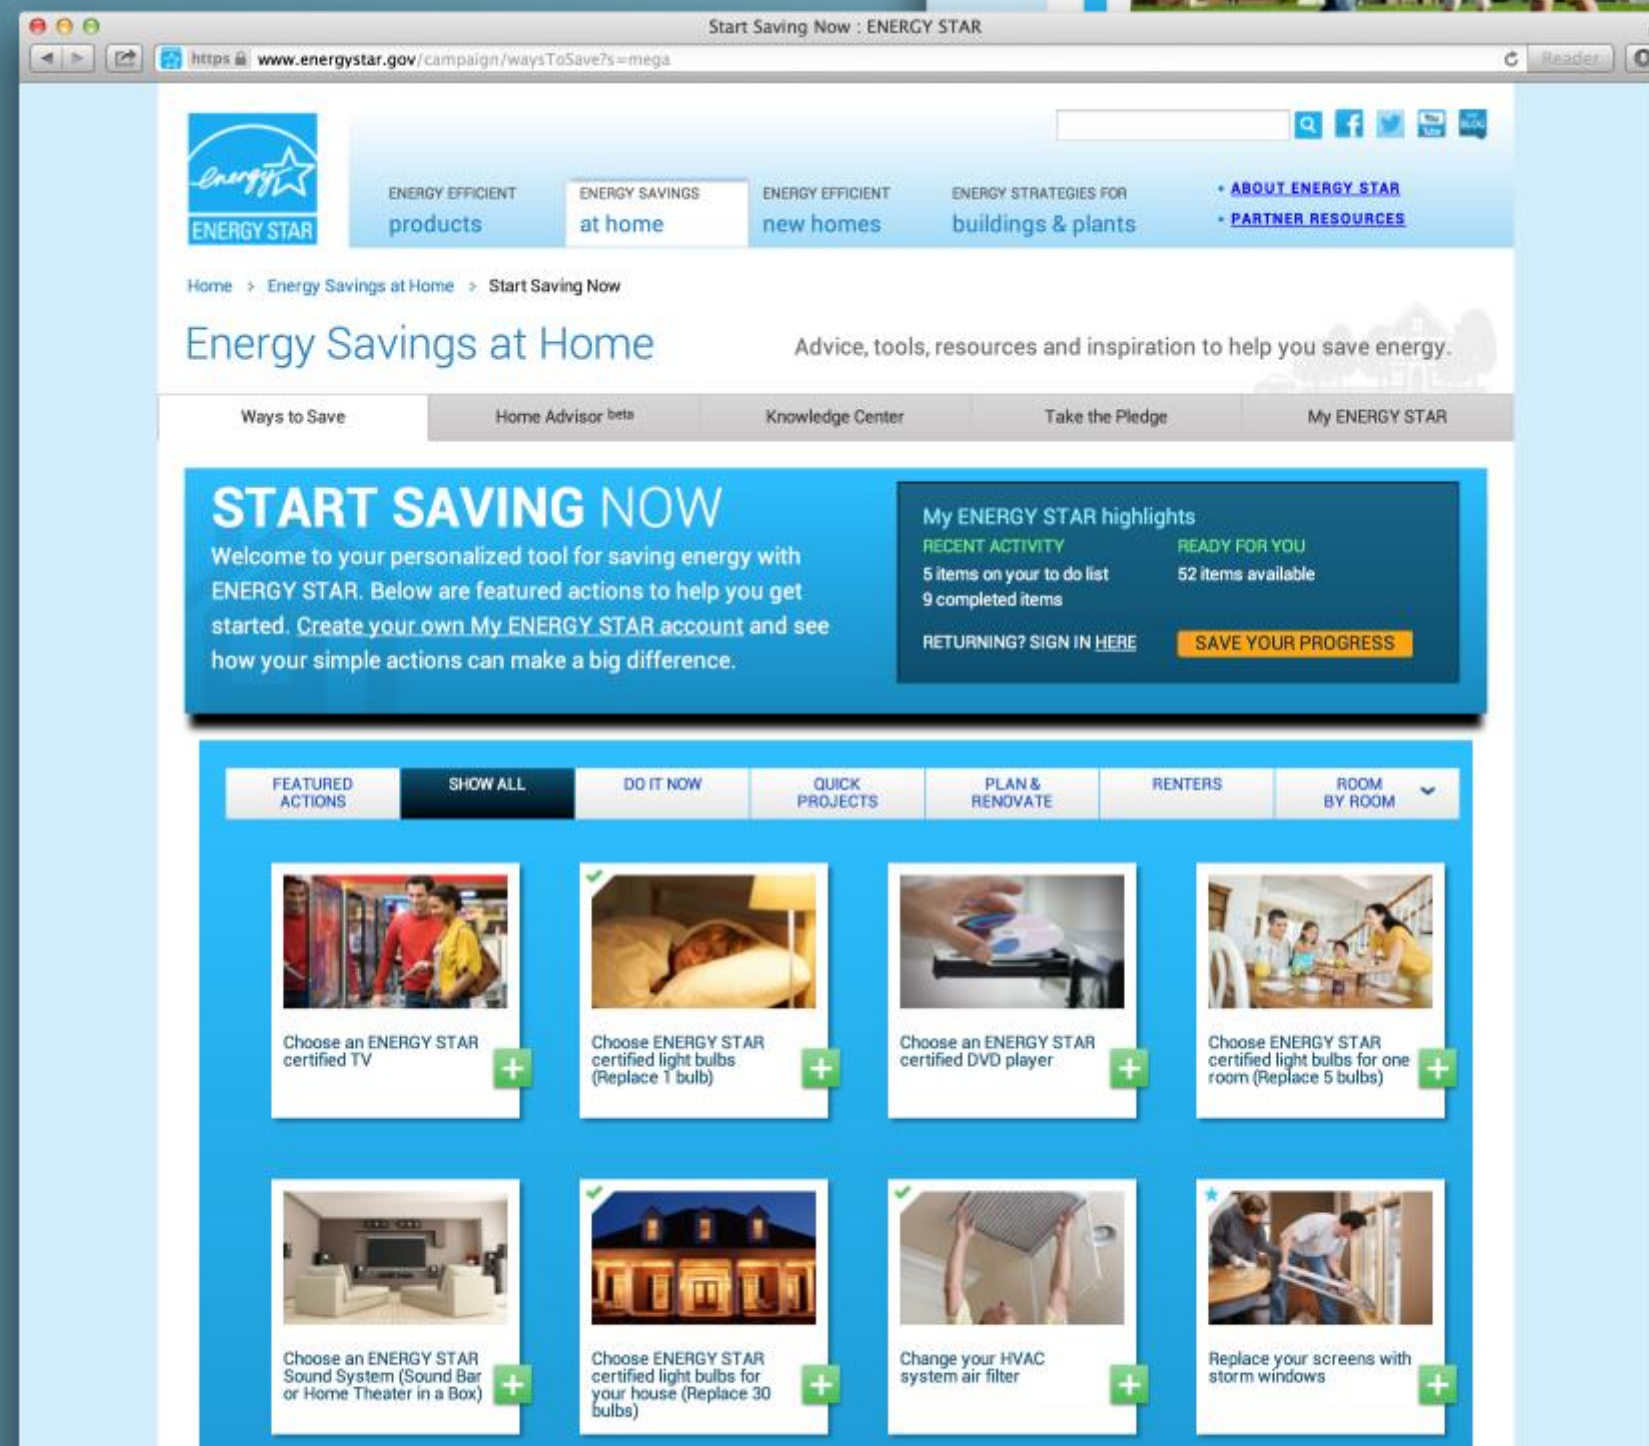 Start Saving Now : ENERGY STAR
https www.energystar.gov/campaign/waysToSave?s=mega
Reader
energy
ENERGY STAR
ENERGY EFFICIENT
products
ENERGY SAVINGS
at home
ENERGY EFFICIENT
new homes
ENERGY STRATEGIES FOR
buildings & plants
• ABOUT ENERGY STAR
• PARTNER RESOURCES
You
Tube
BLOG
Home > Energy Savings at Home > Start Saving Now
Energy Savings at Home
Advice, tools, resources and inspiration to help you save energy.
Ways to Save
Home Advisor beta
Knowledge Center
Take the Pledge
My ENERGY STAR
START SAVING NOW
Welcome to your personalized tool for saving energy with
ENERGY STAR. Below are featured actions to help you get
started. Create your own My ENERGY STAR account and see
how your simple actions can make a big difference.
My ENERGY STAR highlights
RECENT ACTIVITY
5 items on your to do list
9 completed items
READY FOR YOU
52 items available
RETURNING? SIGN IN HERE
SAVE YOUR PROGRESS
FEATURED
ACTIONS
SHOW ALL
DO IT NOW
QUICK
PROJECTS
PLAN &
RENOVATE
RENTERS
ROOM
BY ROOM
Choose an ENERGY STAR
certified TV
Choose ENERGY STAR
certified light bulbs
(Replace 1 bulb)
Choose an ENERGY STAR
certified DVD player
Choose ENERGY STAR
certified light bulbs for one
room (Replace 5 bulbs)
Choose an ENERGY STAR
Sound System (Sound Bar
or Home Theater in a Box)
Choose ENERGY STAR
certified light bulbs for
your house (Replace 30
bulbs)
Change your HVAC
system air filter
Replace your screens with
storm windows